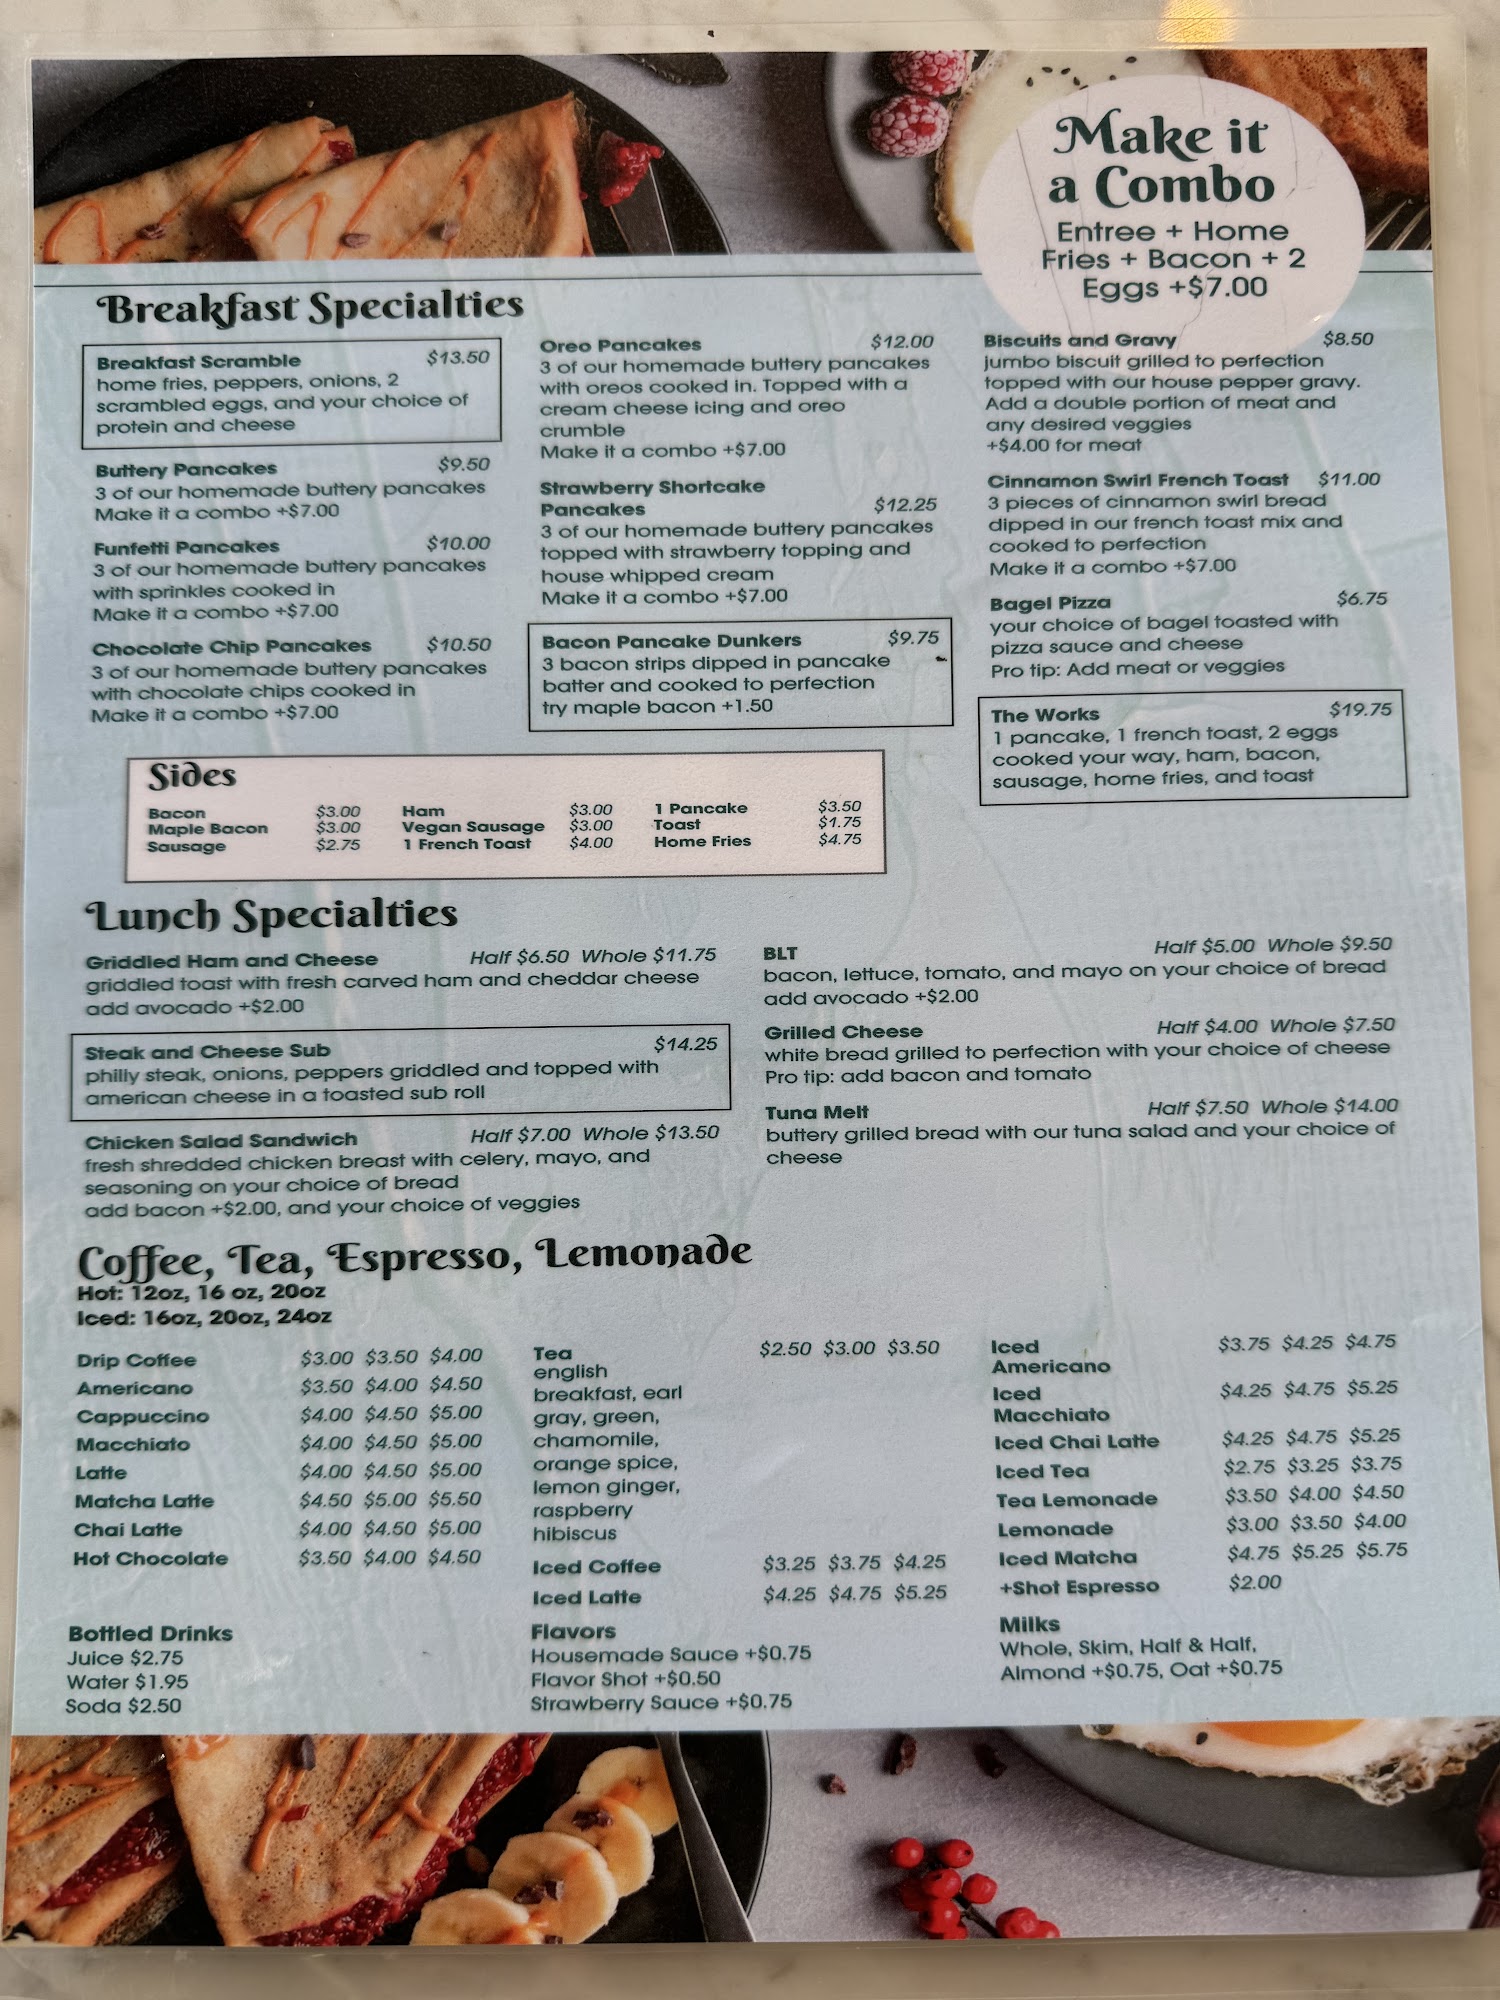 Make it
a Combo
Entree + Home
Fries + Bacon + 2
Eggs +$7.00
Breakfast Specialties
Breakfast Scramble $13.50
home fries, peppers, onions, 2
scrambled eggs, and your choice of
protein and cheese
Buttery Pancakes $9.50
3 of our homemade buttery pancakes
Make it a combo +$7.00
Funfetti Pancakes $10.00
3 of our homemade buttery pancakes
with sprinkles cooked in
Make it a combo +$7.00
Chocolate Chip Pancakes $10.50
3 of our homemade buttery pancakes
with chocolate chips cooked in
Make it a combo +$7.00
Oreo Pancakes $12.00
3 of our homemade buttery pancakes
with oreos cooked in. Topped with a
cream cheese icing and oreo
crumble
Make it a combo +$7.00
Strawberry Shortcake
Pancakes $12.25
3 of our homemade buttery pancakes
topped with strawberry topping and
house whipped cream
Make it a combo +$7.00
Bacon Pancake Dunkers $9.75
3 bacon strips dipped in pancake
batter and cooked to perfection
try maple bacon +1.50
Biscuits and Gravy $8.50
jumbo biscuit grilled to perfection
topped with our house pepper gravy.
Add a double portion of meat and
any desired veggies
+$4.00 for meat
Cinnamon Swirl French Toast $11.00
3 pieces of cinnamon swirl bread
dipped in our french toast mix and
cooked to perfection
Make it a combo +$7.00
Bagel Pizza $6.75
your choice of bagel toasted with
pizza sauce and cheese
Pro tip: Add meat or veggies
The Works $19.75
1 pancake, 1 french toast, 2 eggs
cooked your way, ham, bacon,
sausage, home fries, and toast
Sides
Bacon $3.00 Ham $3.00 1 Pancake $3.50
Maple Bacon $3.00 Vegan Sausage $3.00 Toast $1.75
Sausage $2.75 1 French Toast $4.00 Home Fries $4.75
Lunch Specialties
Griddled Ham and Cheese Half $6.50 Whole $11.75
griddled toast with fresh carved ham and cheddar cheese
add avocado +$2.00
Steak and Cheese Sub $14.25
philly steak, onions, peppers griddled and topped with
american cheese in a toasted sub roll
Chicken Salad Sandwich Half $7.00 Whole $13.50
fresh shredded chicken breast with celery, mayo, and
seasoning on your choice of bread
add bacon +$2.00, and your choice of veggies
BLT Half $5.00 Whole $9.50
bacon, lettuce, tomato, and mayo on your choice of bread
add avocado +$2.00
Grilled Cheese Half $4.00 Whole $7.50
white bread grilled to perfection with your choice of cheese
Pro tip: add bacon and tomato
Tuna Melt Half $7.50 Whole $14.00
buttery grilled bread with our tuna salad and your choice of
cheese
Coffee, Tea, Espresso, Lemonade
Hot: 12oz, 16 oz, 20oz
Iced: 16oz, 20oz, 24oz
Drip Coffee $3.00 $3.50 $4.00
Americano $3.50 $4.00 $4.50
Cappuccino $4.00 $4.50 $5.00
Macchiato $4.00 $4.50 $5.00
Latte $4.00 $4.50 $5.00
Matcha Latte $4.50 $5.00 $5.50
Chai Latte $4.00 $4.50 $5.00
Hot Chocolate $3.50 $4.00 $4.50
Tea $2.50 $3.00 $3.50
english
breakfast, earl
gray, green,
chamomile,
orange spice,
lemon ginger,
raspberry
hibiscus
Iced Coffee $3.25 $3.75 $4.25
Iced Latte $4.25 $4.75 $5.25
Iced $3.75 $4.25 $4.75
Americano
Iced $4.25 $4.75 $5.25
Macchiato
Iced Chai Latte $4.25 $4.75 $5.25
Iced Tea $2.75 $3.25 $3.75
Tea Lemonade $3.50 $4.00 $4.50
Lemonade $3.00 $3.50 $4.00
Iced Matcha $4.75 $5.25 $5.75
+Shot Espresso $2.00
Bottled Drinks
Juice $2.75
Water $1.95
Soda $2.50
Flavors
Housemade Sauce +$0.75
Flavor Shot +$0.50
Strawberry Sauce +$0.75
Milks
Whole, Skim, Half & Half,
Almond +$0.75, Oat +$0.75